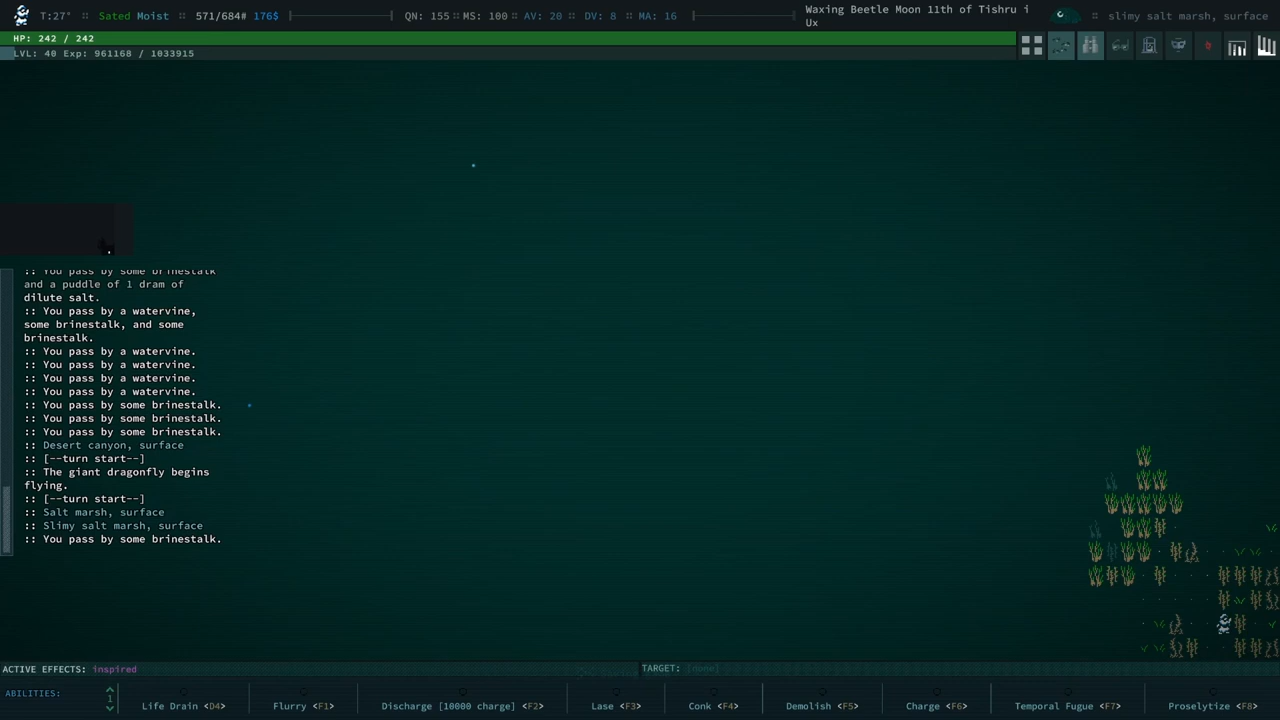 T:27° :: Sated Moist :: 571/684# 176$ QN: 155 :: MS: 100 :: AV: 20 :: DV: 8 :: MA: 16 Waxing Beetle Moon 11th of Tishru i Ux :: slimy salt marsh, surface
HP: 242 / 242
LVL: 40 Exp: 961168 / 1033915
:: You pass by some brinestalk
and a puddle of 1 dram of
dilute salt.
:: You pass by a watervine,
some brinestalk, and some
brinestalk.
:: You pass by a watervine.
:: You pass by a watervine.
:: You pass by a watervine.
:: You pass by a watervine.
:: You pass by some brinestalk.
:: You pass by some brinestalk.
:: You pass by some brinestalk.
:: Desert canyon, surface
:: [--turn start--]
:: The giant dragonfly begins
flying.
:: [--turn start--]
:: Salt marsh, surface
:: Slimy salt marsh, surface
:: You pass by some brinestalk.
ACTIVE EFFECTS: inspired
TARGET: [none]
ABILITIES: 1 Life Drain <D4> Flurry <F1> Discharge [10000 charge] <F2> Lase <F3> Conk <F4> Demolish <F5> Charge <F6> Temporal Fugue <F7> Proselytize <F8>